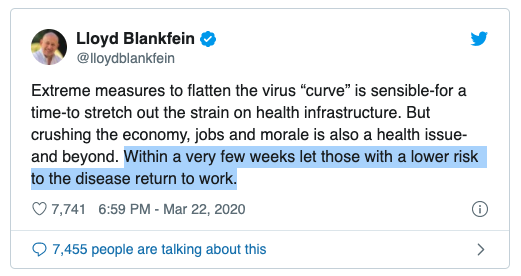 Lloyd Blankfein
@lloydblankfein
Extreme measures to flatten the virus “curve” is sensible-for a
time-to stretch out the strain on health infrastructure. But
crushing the economy, jobs and morale is also a health issue-
and beyond. Within a very few weeks let those with a lower risk
to the disease return to work.
7,741 6:59 PM - Mar 22, 2020
7,455 people are talking about this